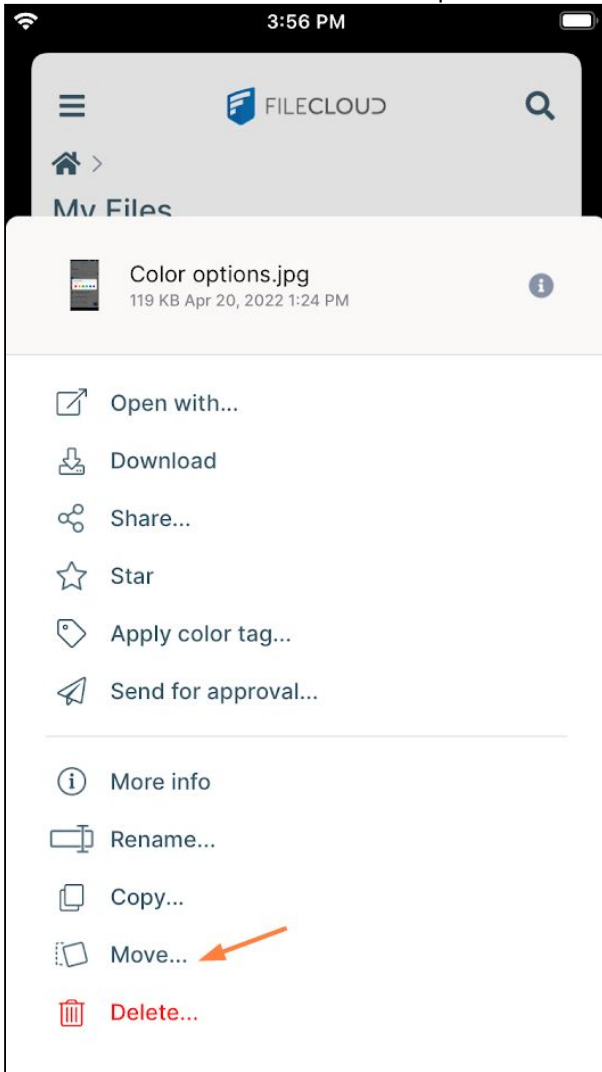 3:56 PM
FILECLOUD
My Files
Color options.jpg
119 KB Apr 20, 2022 1:24 PM
Open with...
Download
Share...
Star
Apply color tag...
Send for approval...
More info
Rename...
Copy...
Move...
Delete...